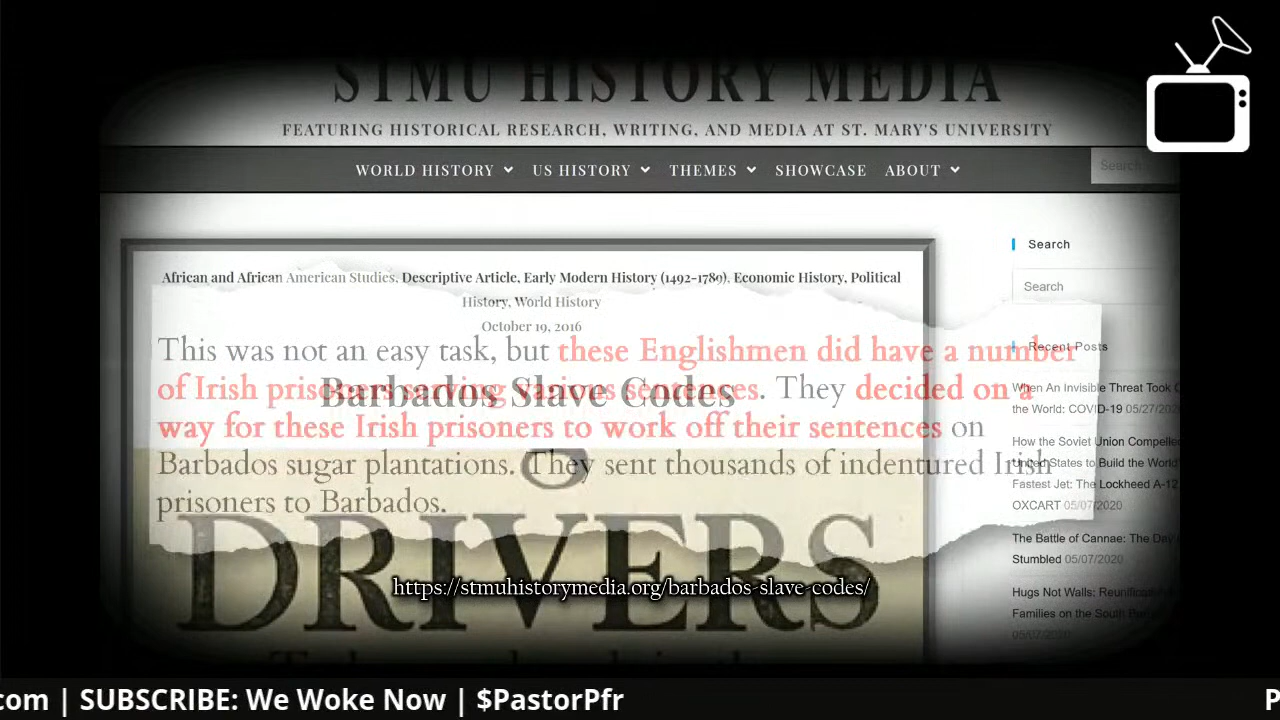 STMU HISTORY MEDIA
FEATURING HISTORICAL RESEARCH, WRITING, AND MEDIA AT ST. MARY'S UNIVERSITY
WORLD HISTORY US HISTORY THEMES SHOWCASE ABOUT
Search
Search
Search
African and African American Studies, Descriptive Article, Early Modern History (1492-1789), Economic History, Political
History, World History
October 19, 2016
This was not an easy task, but these Englishmen did have a number
of Irish prisoners serving various sentences. They decided on a
way for these Irish prisoners to work off their sentences on
Barbados sugar plantations. They sent thousands of indentured Irish
prisoners to Barbados.
Barbados Slave Codes
DRIVERS
Recent Posts
When An Invisible Threat Took
the World: COVID-19 05/27/202
How the Soviet Union Compelle
United States to Build the World
Fastest Jet: The Lockheed A-12
OXCART 05/07/2020
The Battle of Cannae: The Day
Stumbled 05/07/2020
Hugs Not Walls:
Families on the South
05/07/2020
https://stmuhistorymedia.org/barbados-slave-codes/
.com | SUBSCRIBE: We Woke Now | $PastorPfr
P